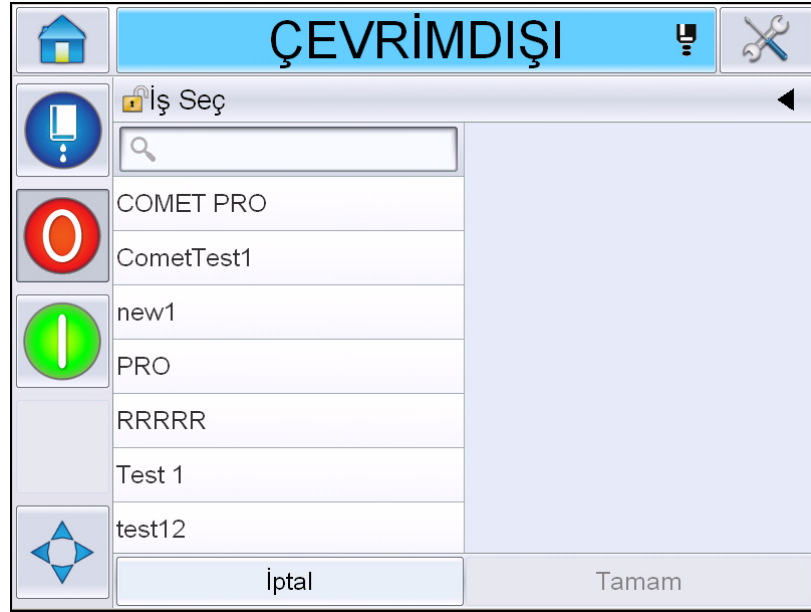 ÇEVRİMDIŞI
İş Seç
COMET PRO
CometTest1
new1
PRO
RRRRR
Test 1
test12
İptal
Tamam